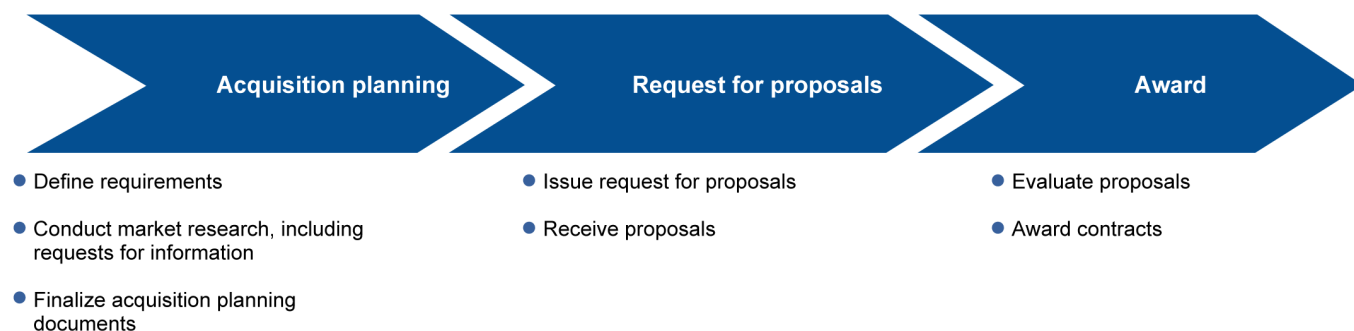 Acquisition planning
Request for proposals
Award
● Define requirements
● Conduct market research, including
requests for information
● Finalize acquisition planning
documents
● Issue request for proposals
● Receive proposals
● Evaluate proposals
● Award contracts